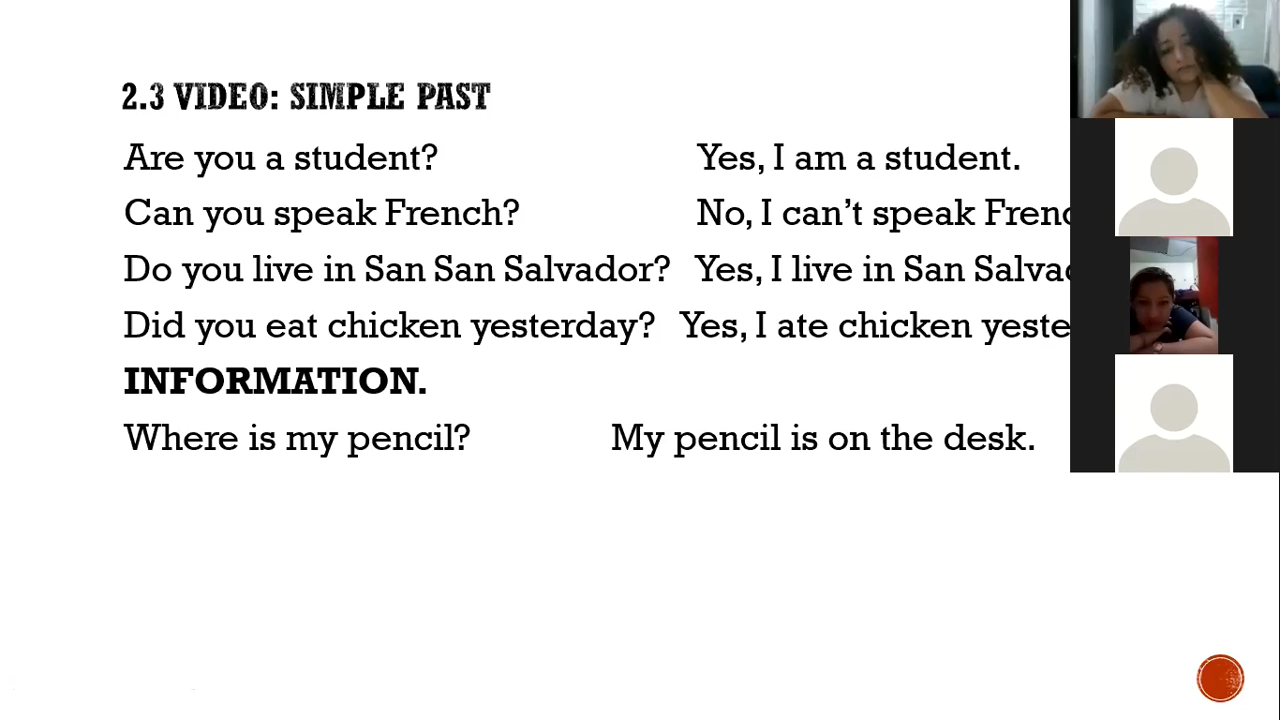 2.3 VIDEO: SIMPLE PAST
Are you a student? Yes, I am a student.
Can you speak French? No, I can't speak
Do you live in San San Salvador? Yes, I live in San
Did you eat chicken yesterday? Yes, I ate chicken
INFORMATION.
Where is my pencil? My pencil is on the desk.